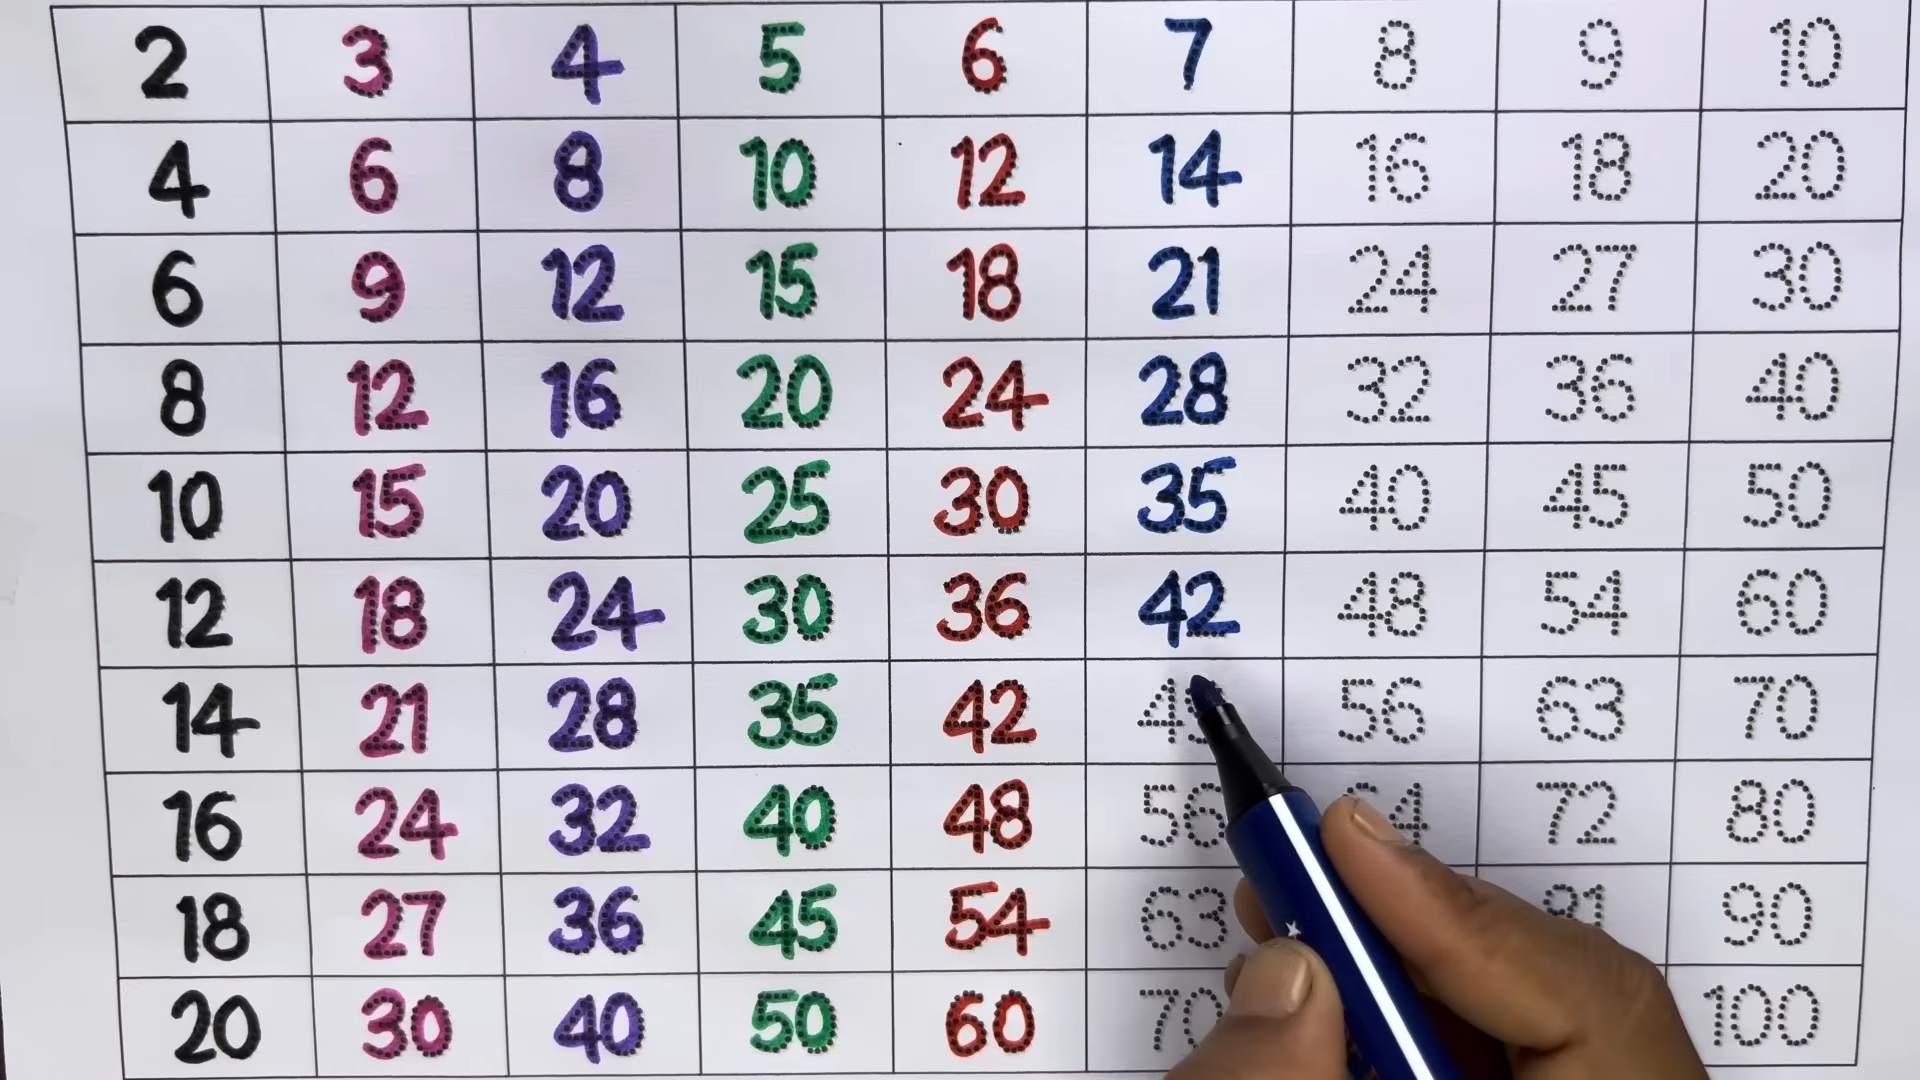 2 3 4 5 6 7 8 9 10
4 6 8 10 12 14 16 18 20
6 9 12 15 18 21 24 27 30
8 12 16 20 24 28 32 36 40
10 15 20 25 30 35 40 45 50
12 18 24 30 36 42 48 54 60
14 21 28 35 42 56 63 70
16 24 32 40 48 56 72 80
18 27 36 45 54 63 81 90
20 30 40 50 60 70 100